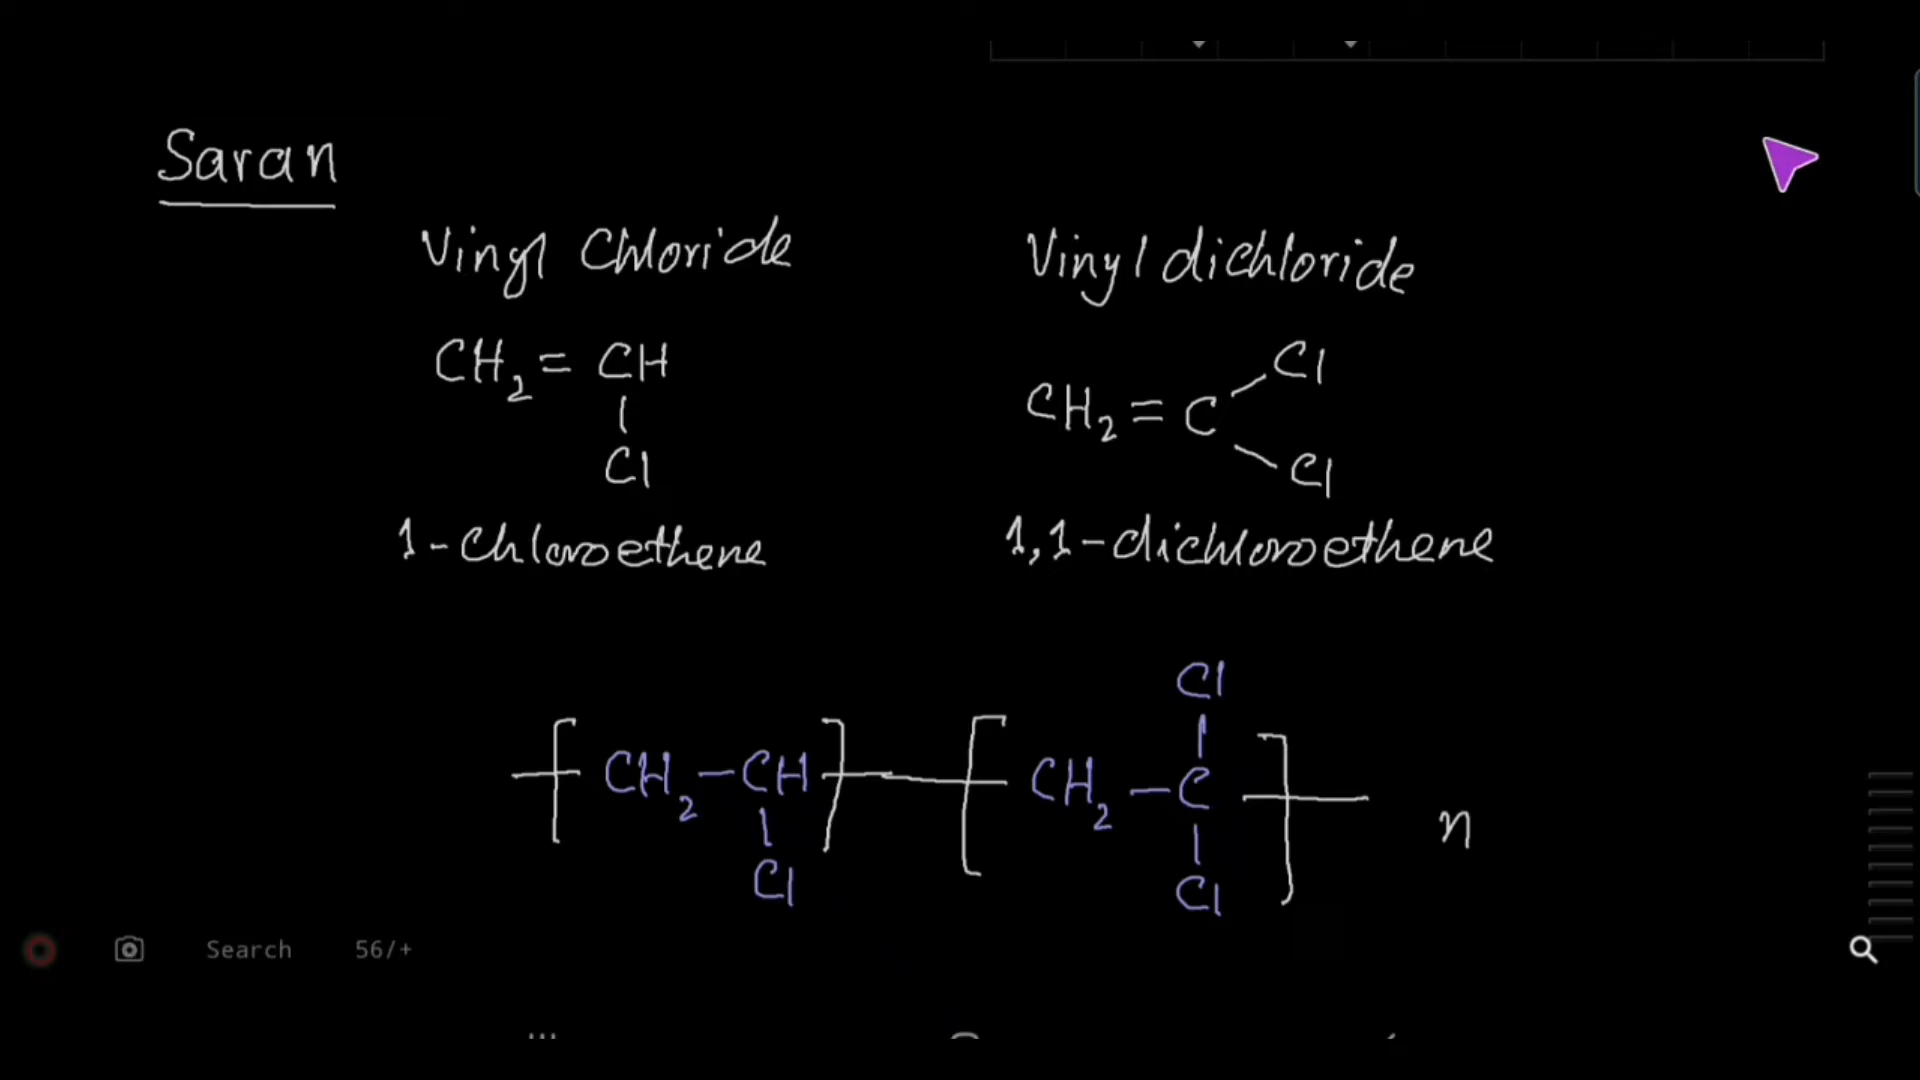 Saran
Vinyl Chloride
Vinyl dichloride
CH2 = CH
Cl
CH2 = C
Cl
Cl
1-chloroethene
1,1-dichloroethene
CH2 - CH
Cl
CH2 - C
Cl
Cl
n
Search 56/+